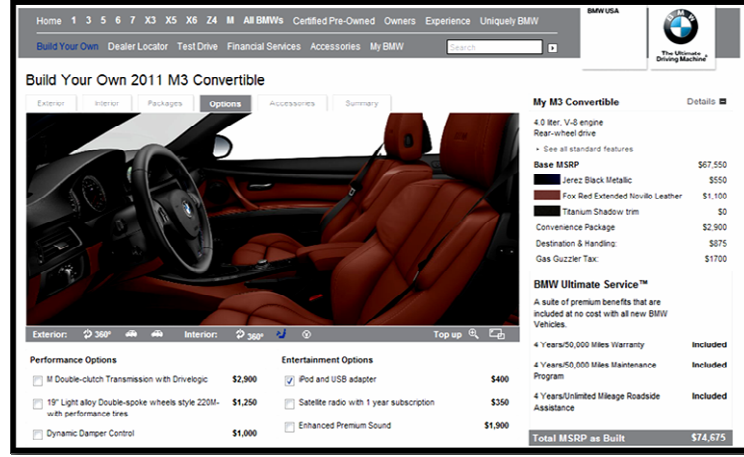 Home 1 3 5 6 7 X3 X5 X6 Z4 M All BMWs Certified Pre-Owned Owners Experience Uniquely BMW
BMW USA
BMW
The Ultimate
Driving Machine®
Build Your Own Dealer Locator Test Drive Financial Services Accessories My BMW Search
Build Your Own 2011 M3 Convertible
Exterior Interior Packages Options Accessories Summary
Exterior: 360° Interior: 360° Top up
Performance Options
M Double-clutch Transmission with Drivelogic $2,900
19" Light alloy Double-spoke wheels style 220M- $1,250
with performance tires
Dynamic Damper Control $1,000
Entertainment Options
iPod and USB adapter $400
Satellite radio with 1 year subscription $350
Enhanced Premium Sound $1,900
My M3 Convertible Details
4.0 liter, V-8 engine
Rear-wheel drive
See all standard features
Base MSRP $67,550
Jerez Black Metallic $550
Fox Red Extended Novillo Leather $1,100
Titanium Shadow trim $0
Convenience Package $2,900
Destination & Handling: $875
Gas Guzzler Tax: $1700
BMW Ultimate Service™
A suite of premium benefits that are
included at no cost with all new BMW
Vehicles.
4 Years/50,000 Miles Warranty Included
4 Years/50,000 Miles Maintenance Included
Program
4 Years/Unlimited Mileage Roadside Included
Assistance
Total MSRP as Built $74,675